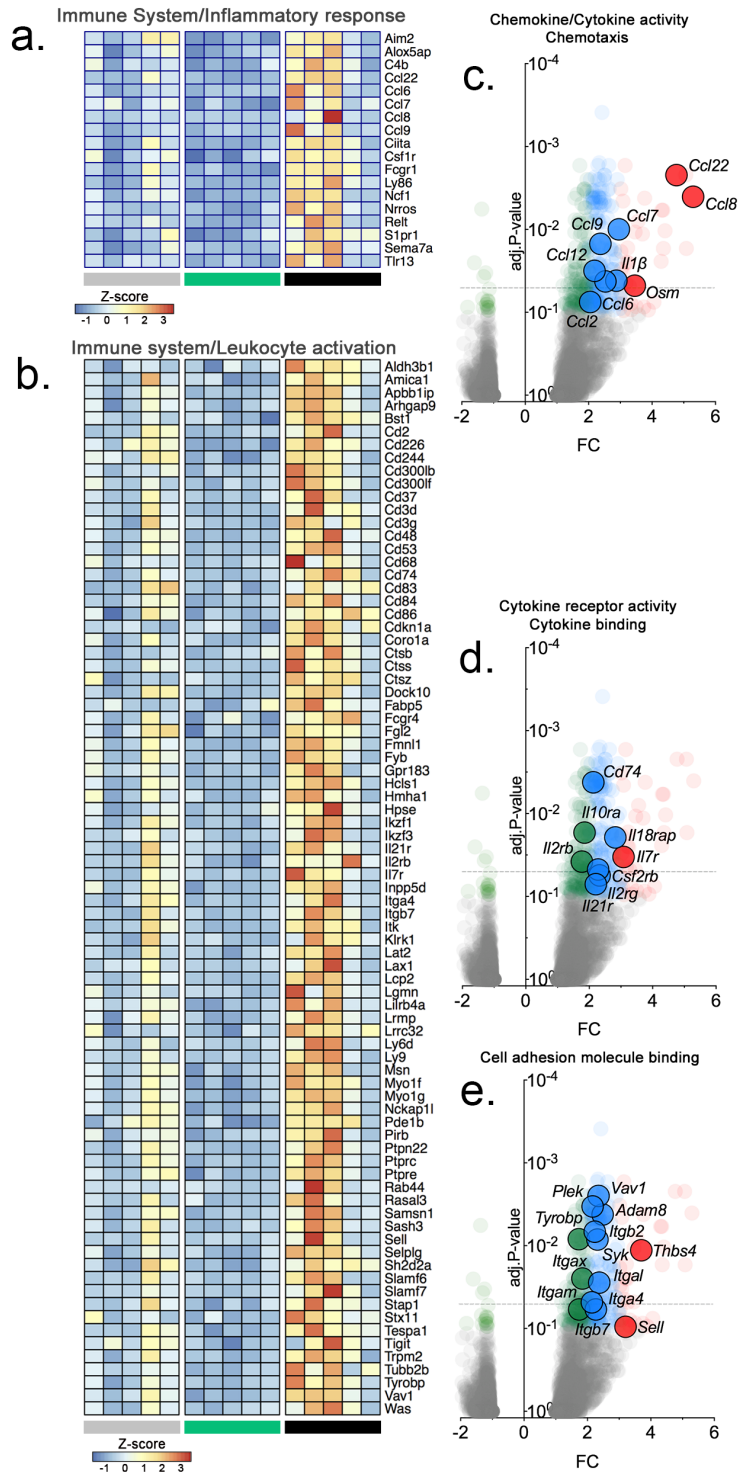 a.
Immune System/Inflammatory response
Aim2
Alox5ap
C4b
Ccl22
Ccl6
Ccl7
Ccl8
Ccl9
Ciita
Csf1r
Fcgr1
Ly86
Ncf1
Nrros
Relt
S1pr1
Sema7a
Tlr13
Z-score
-1 0 1 2 3
b.
Immune system/Leukocyte activation
Aldh3b1
Amica1
Apbb1ip
Arhgap9
Bst1
Cd2
Cd226
Cd244
Cd300lb
Cd300lf
Cd37
Cd3d
Cd3g
Cd48
Cd53
Cd68
Cd74
Cd83
Cd84
Cd86
Cdkn1a
Coro1a
Ctsb
Ctss
Ctsz
Dock10
Fabp5
Fcgr4
Fgl2
Fmnl1
Fyb
Gpr183
Hcls1
Hmha1
Hpse
Ikzf1
Ikzf3
Il21r
Il2rb
Il7r
Inpp5d
Itga4
Itgb7
Itk
Klrk1
Lat2
Lax1
Lcp2
Lgmn
Lilrb4a
Lrmp
Lrrc32
Ly6d
Ly9
Msn
Myo1f
Myo1g
Nckap1l
Pde1b
Pirb
Ptpn22
Ptprc
Ptpre
Rab44
Rasal3
Samsn1
Sash3
Sell
Selplg
Sh2d2a
Slamf6
Slamf7
Stap1
Stx11
Tespa1
Tigit
Trpm2
Tubb2b
Tyrobp
Vav1
Was
Z-score
-1 0 1 2 3
c.
Chemokine/Cytokine activity
Chemotaxis
10-4
10-3
10-2
10-1
100
adj.P-value
Ccl22
Ccl8
Ccl9
Ccl7
Ccl12
Il1β
Osm
Ccl6
Ccl2
-2 0 2 4 6
FC
d.
Cytokine receptor activity
Cytokine binding
10-4
10-3
10-2
10-1
100
adj.P-value
Cd74
Il10ra
Il18rap
Il2rb
Il7r
Csf2rb
Il2rg
Il21r
-2 0 2 4 6
FC
e.
Cell adhesion molecule binding
10-4
10-3
10-2
10-1
100
adj.P-value
Plek
Vav1
Adam8
Tyrobp
Itgb2
Syk
Thbs4
Itgax
Itgal
Itgam
Itga4
Itgb7
Sell
-2 0 2 4 6
FC